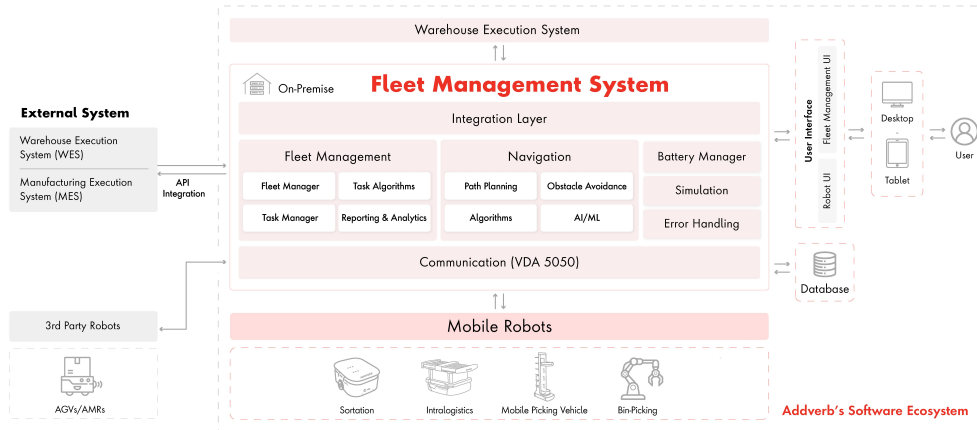 Warehouse Execution System
On-Premise
Fleet Management System
External System
Warehouse Execution
System (WES)
Manufacturing Execution
System (MES)
API
Integration
Integration Layer
Fleet Management
Fleet Manager
Task Algorithms
Task Manager
Reporting & Analytics
Navigation
Path Planning
Obstacle Avoidance
Algorithms
AI/ML
Battery Manager
Simulation
Error Handling
Communication (VDA 5050)
User Interface
Fleet Management UI
Robot UI
Desktop
Tablet
User
Database
3rd Party Robots
AGVs/AMRs
Mobile Robots
Sortation
Intralogistics
Mobile Picking Vehicle
Bin-Picking
Addverb's Software Ecosystem